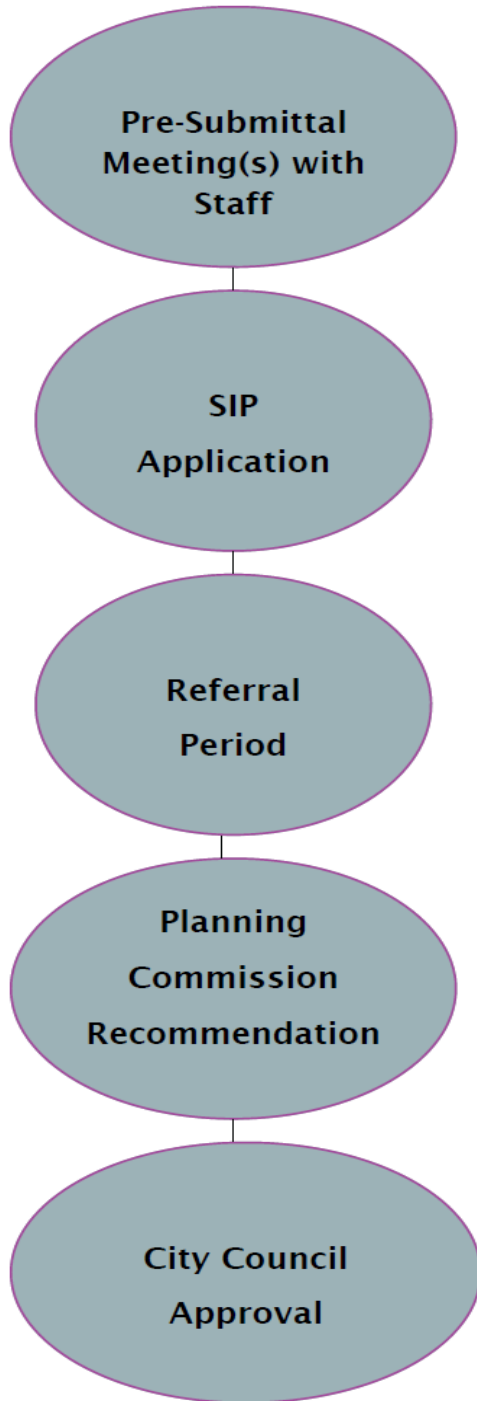 Pre-Submittal
Meeting(s) with
Staff
SIP
Application
Referral
Period
Planning
Commission
Recommendation
City Council
Approval